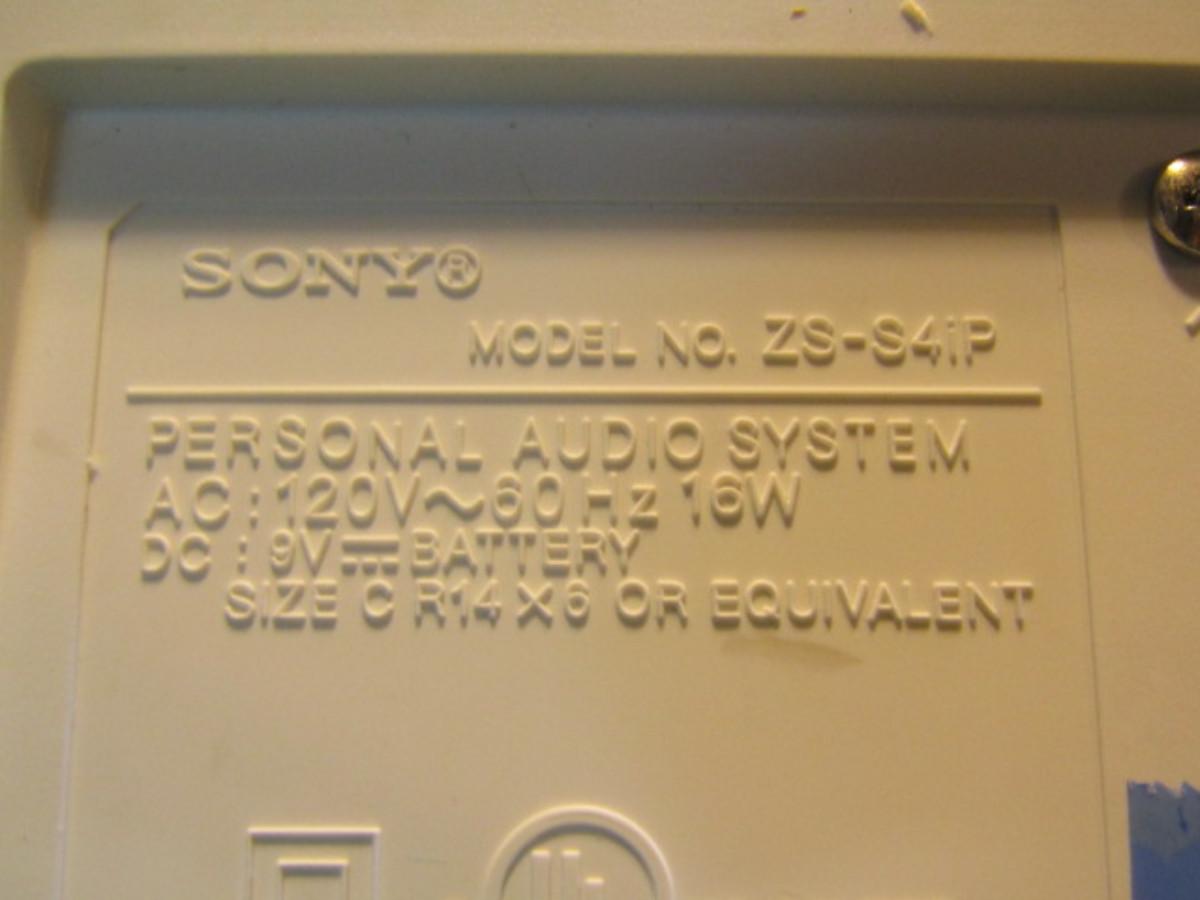 SONY®
MODEL NO. ZS-S4iP
PERSONAL AUDIO SYSTEM
AC : 120V~60 Hz 16W
DC : 9V⎓BATTERY
SIZE C R14 × 6 OR EQUIVALENT